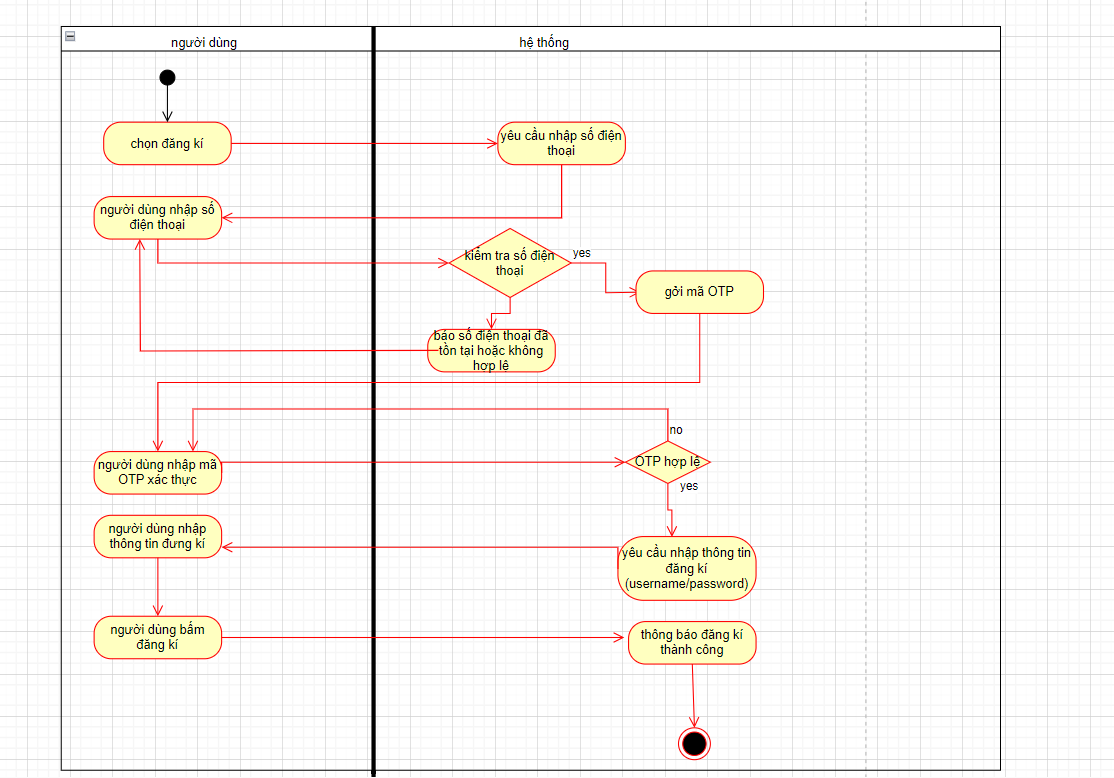 người dùng
hệ thống
chọn đăng kí
yêu cầu nhập số điện
thoại
người dùng nhập số
điện thoại
kiểm tra số điện
thoại
yes
gởi mã OTP
báo số điện thoại đã
tồn tại hoặc không
hợp lệ
no
người dùng nhập mã
OTP xác thực
OTP hợp lệ
yes
người dùng nhập
thông tin đưng kí
yêu cầu nhập thông tin
đăng kí
(username/password)
người dùng bấm
đăng kí
thông báo đăng kí
thành công